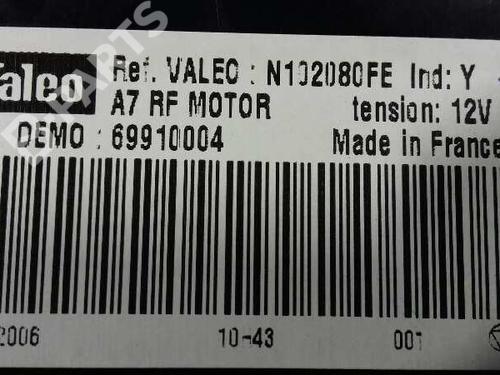 Valeo
Ref. VALEO : N102080FE Ind: Y
A7 RF MOTOR tension: 12V
DEMO : 69910004 Made in France
2006 10-43 001
B-PARTS